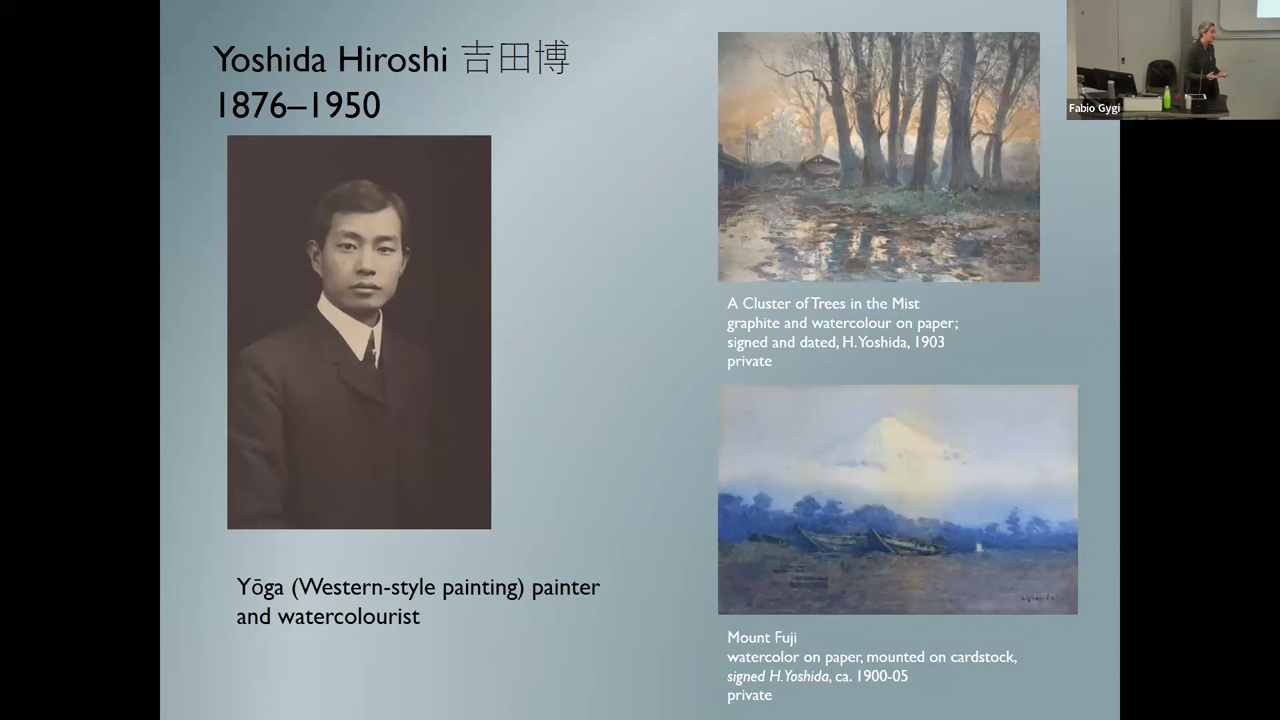 Yoshida Hiroshi 吉田博
1876–1950
Yōga (Western-style painting) painter
and watercolourist
A Cluster of Trees in the Mist
graphite and watercolour on paper;
signed and dated, H. Yoshida, 1903
private
Mount Fuji
watercolor on paper, mounted on cardstock,
signed H. Yoshida, ca. 1900-05
private
Fabio Gygi